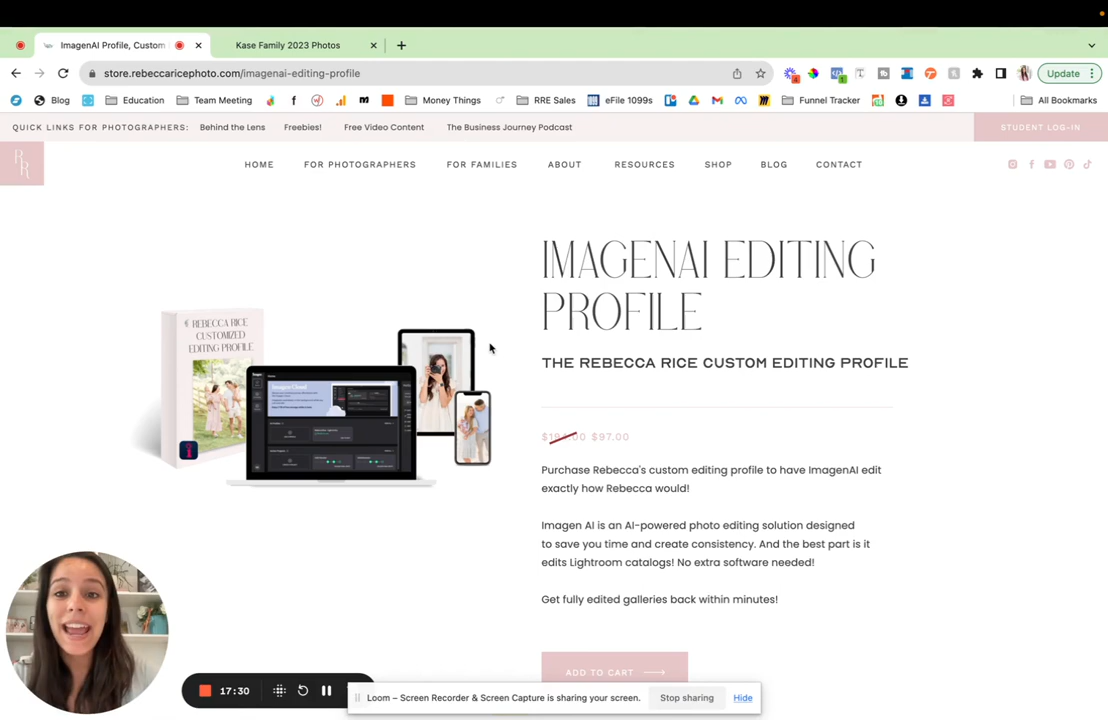 ImagenAI Profile, Custom
Kase Family 2023 Photos
store.rebeccaricephoto.com/imagenai-editing-profile
Update
Blog
Education
Team Meeting
Money Things
RRE Sales
eFile 1099s
Funnel Tracker
All Bookmarks
QUICK LINKS FOR PHOTOGRAPHERS:
Behind the Lens
Freebies!
Free Video Content
The Business Journey Podcast
STUDENT LOG-IN
RR
HOME
FOR PHOTOGRAPHERS
FOR FAMILIES
ABOUT
RESOURCES
SHOP
BLOG
CONTACT
IMAGENAI EDITING
PROFILE
THE REBECCA RICE CUSTOM EDITING PROFILE
REBECCA RICE
CUSTOMIZED
EDITING PROFILE
$97.00
Purchase Rebecca's custom editing profile to have ImagenAI edit
exactly how Rebecca would!
Imagen AI is an AI-powered photo editing solution designed
to save you time and create consistency. And the best part is it
edits Lightroom catalogs! No extra software needed!
Get fully edited galleries back within minutes!
ADD TO CART
17:30
Loom – Screen Recorder & Screen Capture is sharing your screen.
Stop sharing
Hide